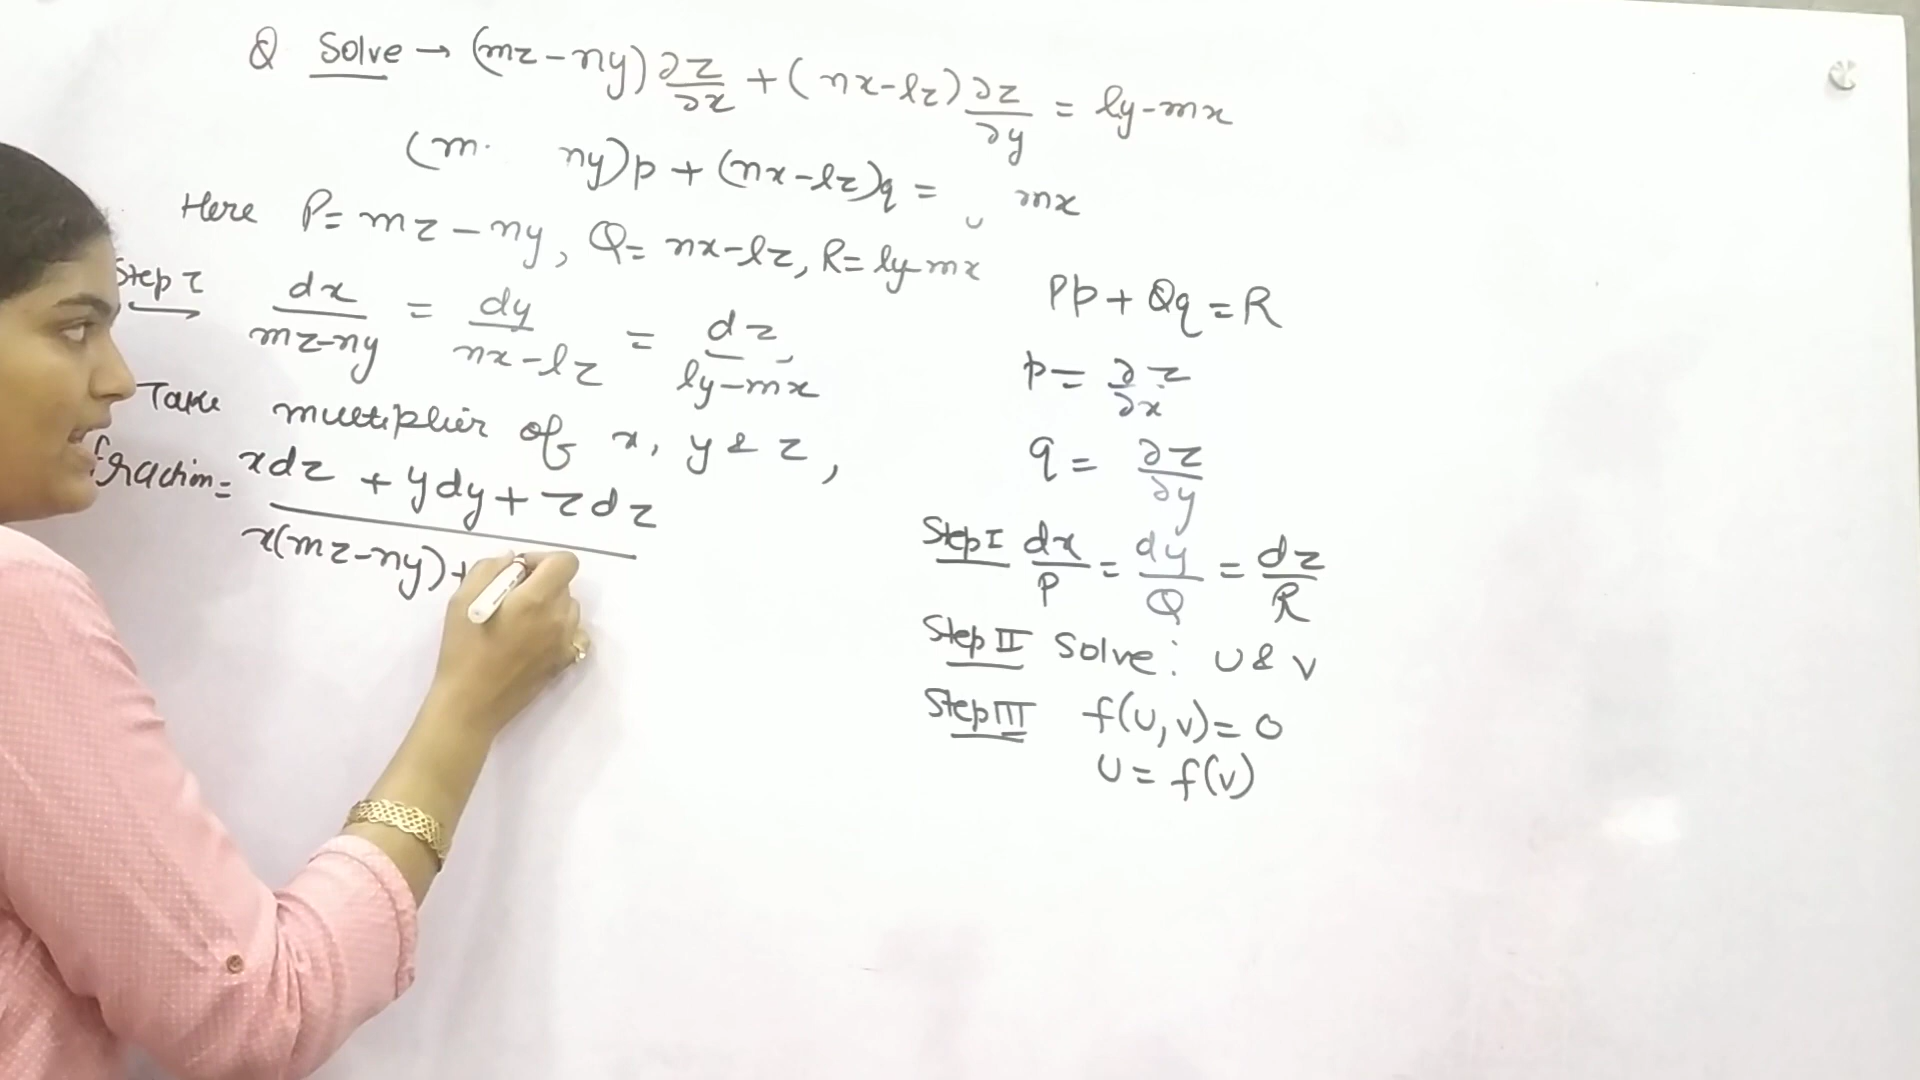 Q Solve → (mz-ny) ∂z/∂x + (nx-lz) ∂z/∂y = ly-mx
(m ny)p + (nx-lz)q = mx
Here P= mz-ny, Q= nx-lz, R= ly-mx
Step I dx/mz-ny = dy/nx-lz = dz/ly-mx
Take multiplier of x, y & z,
fraction = xdz + ydy + zdz / x(mz-ny)+
Pp + Qq = R
p = ∂z/∂x
q = ∂z/∂y
Step I dx/P = dy/Q = dz/R
Step II Solve: u & v
Step III f(u,v)= 0
u = f(v)